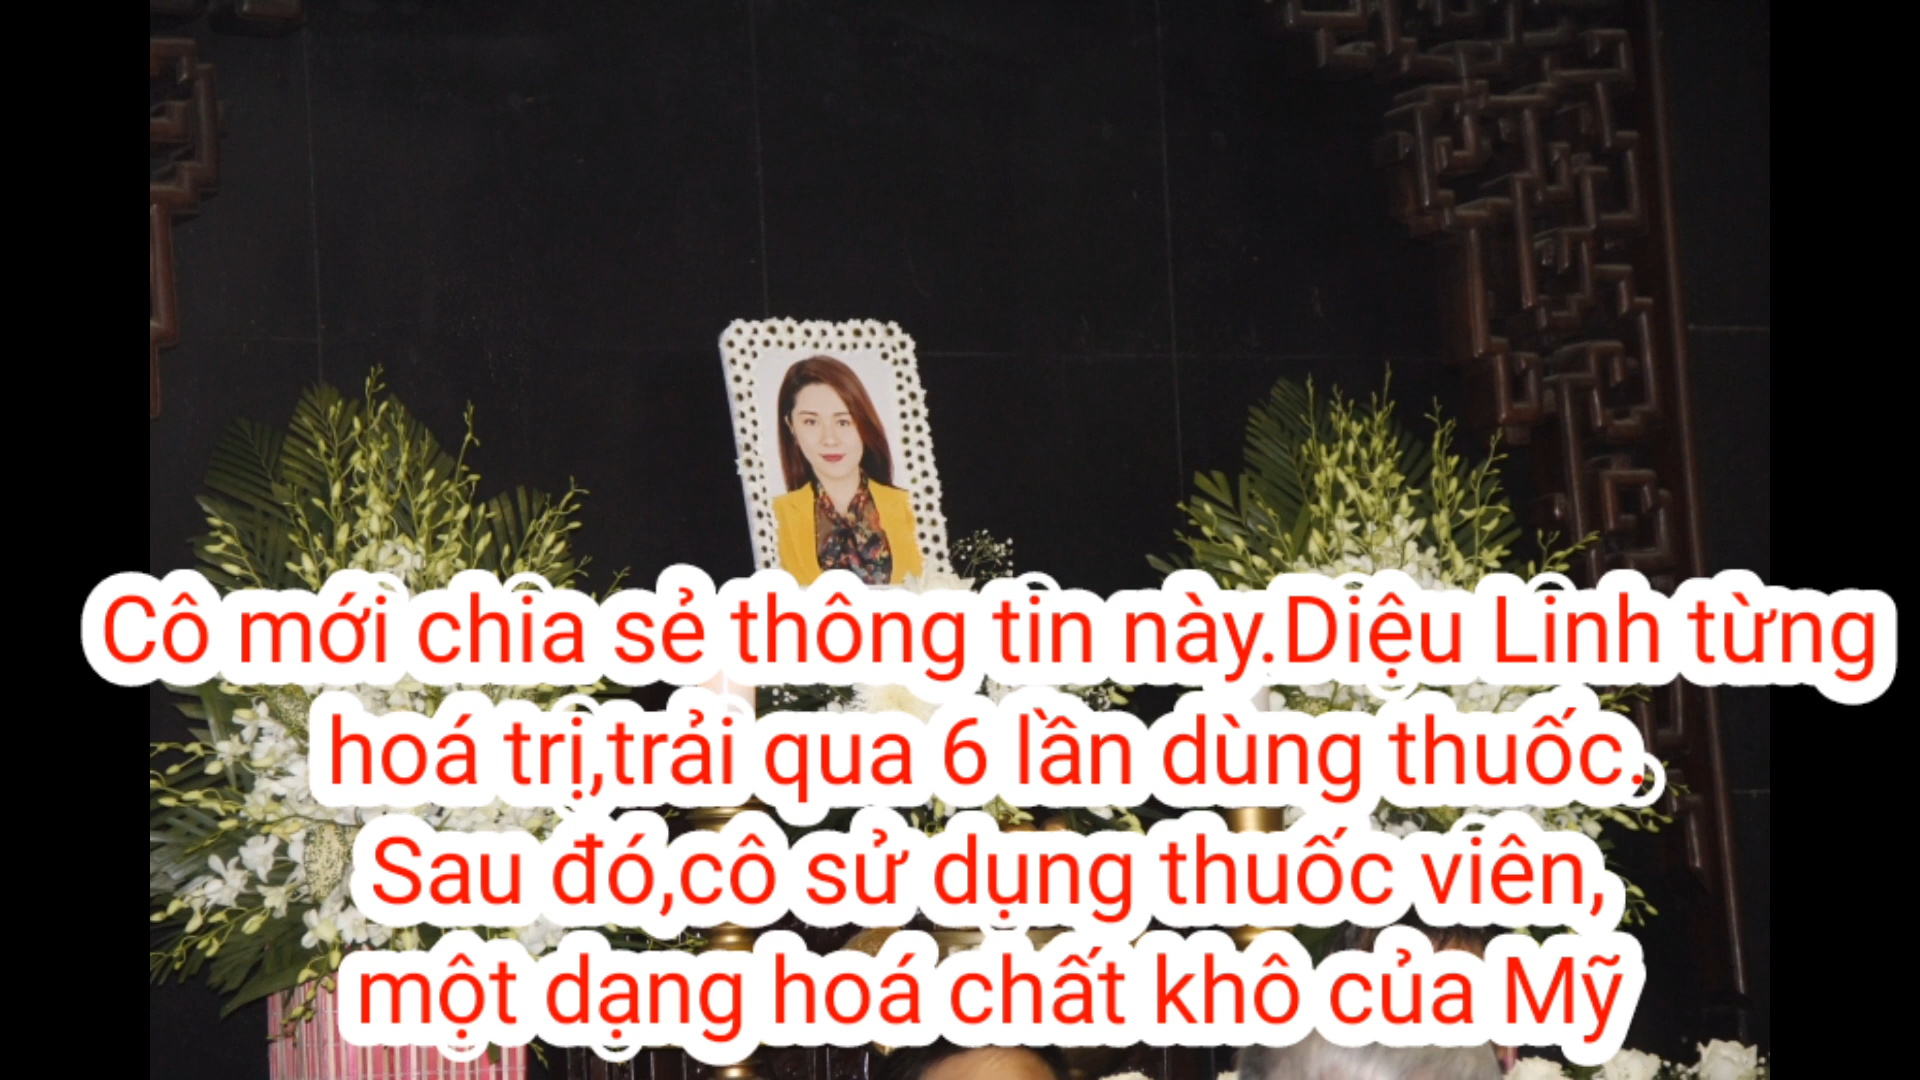 Cô mới chia sẻ thông tin này.Diệu Linh từng
hoá trị,trải qua 6 lần dùng thuốc.
Sau đó,cô sử dụng thuốc viên,
một dạng hoá chất khô của Mỹ